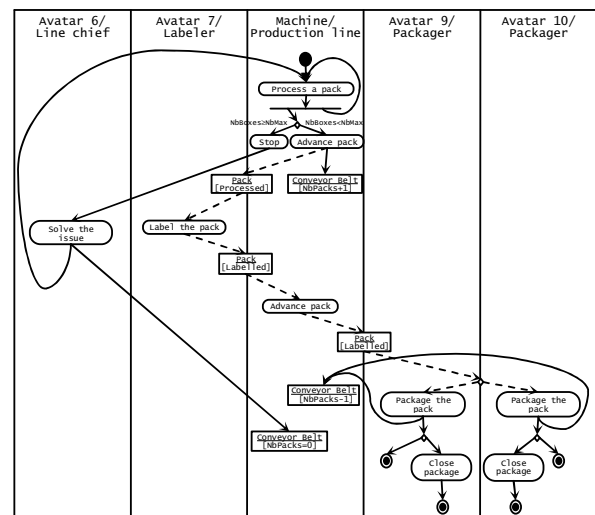 Avatar 6/
Line chief
Avatar 7/
Labeler
Machine/
Production line
Avatar 9/
Packager
Avatar 10/
Packager
Process a pack
NbBoxes≥NbMax
NbBoxes<NbMax
Stop
Advance pack
Pack
[Processed]
Conveyor Belt
[NbPacks+1]
Solve the
issue
Label the pack
Pack
[Labelled]
Advance pack
Pack
[Labelled]
Conveyor Belt
[NbPacks-1]
Package the
pack
Package the
pack
Conveyor Belt
[NbPacks=0]
Close
package
Close
package